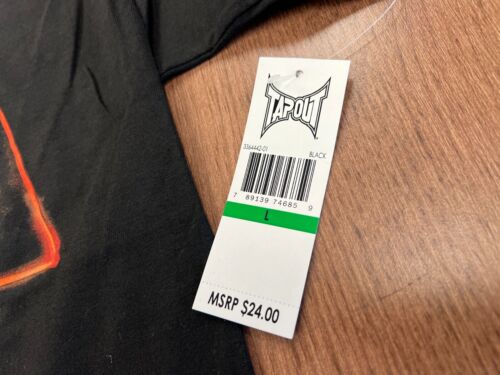 TAPOUT
3364442-01 BLACK
7 89139 74685 9
L
MSRP $24.00